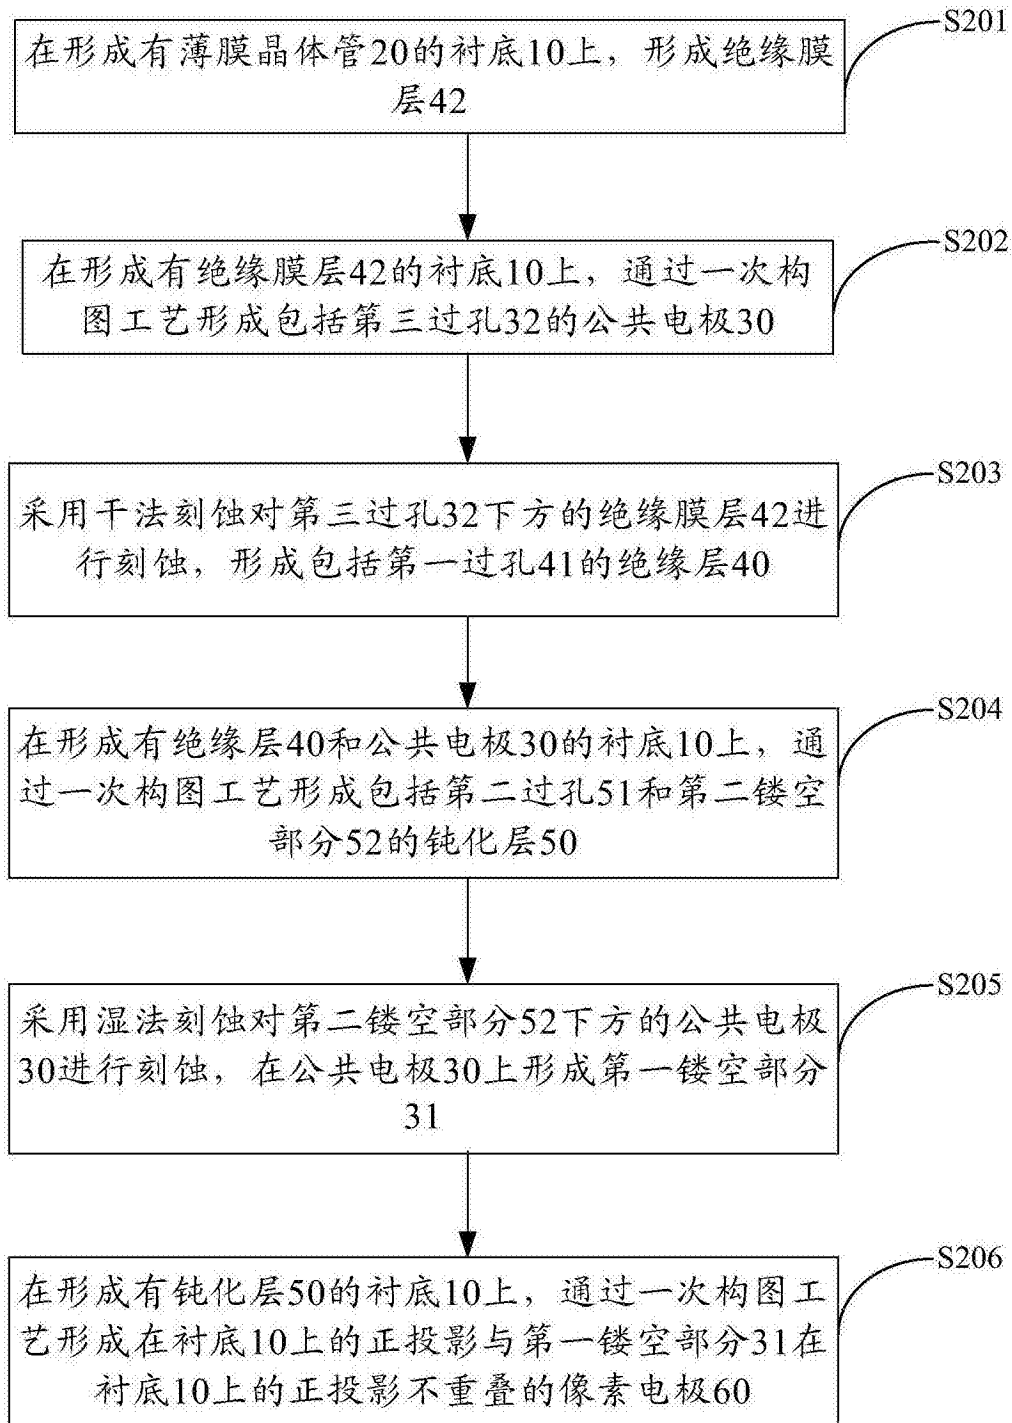 S201
在形成有薄膜晶体管20的衬底10上，形成绝缘膜
层42
S202
在形成有绝缘膜层42的衬底10上，通过一次构
图工艺形成包括第三过孔32的公共电极30
S203
采用干法刻蚀对第三过孔32下方的绝缘膜层42进
行刻蚀，形成包括第一过孔41的绝缘层40
S204
在形成有绝缘层40和公共电极30的衬底10上，通
过一次构图工艺形成包括第二过孔51和第二镂空
部分52的钝化层50
S205
采用湿法刻蚀对第二镂空部分52下方的公共电极
30进行刻蚀，在公共电极30上形成第一镂空部分
31
S206
在形成有钝化层50的衬底10上，通过一次构图工
艺形成在衬底10上的正投影与第一镂空部分31在
衬底10上的正投影不重叠的像素电极60